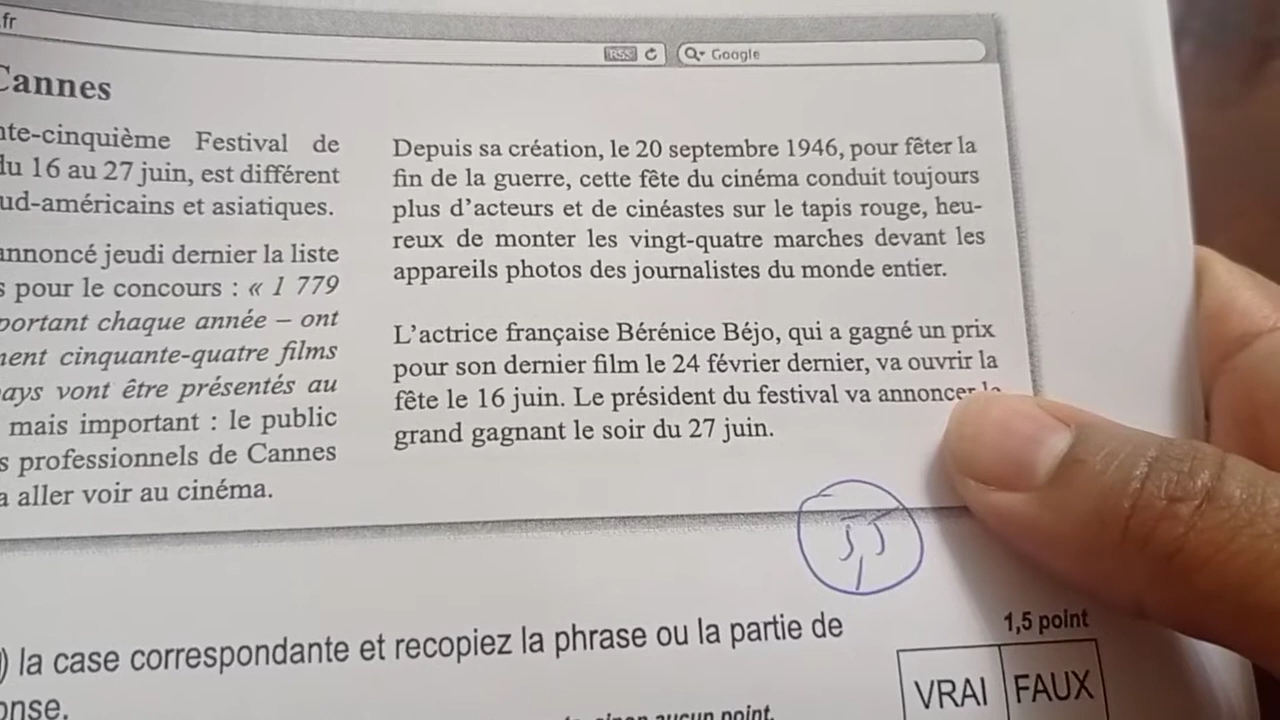 .fr
RSS
Google
Cannes
nte-cinquième Festival de
du 16 au 27 juin, est différent
ud-américains et asiatiques.
annoncé jeudi dernier la liste
s pour le concours : « 1 779
portant chaque année – ont
ment cinquante-quatre films
ays vont être présentés au
mais important : le public
s professionnels de Cannes
a aller voir au cinéma.
Depuis sa création, le 20 septembre 1946, pour fêter la
fin de la guerre, cette fête du cinéma conduit toujours
plus d'acteurs et de cinéastes sur le tapis rouge, heu-
reux de monter les vingt-quatre marches devant les
appareils photos des journalistes du monde entier.
L'actrice française Bérénice Béjo, qui a gagné un prix
pour son dernier film le 24 février dernier, va ouvrir la
fête le 16 juin. Le président du festival va annoncer
grand gagnant le soir du 27 juin.
) la case correspondante et recopiez la phrase ou la partie de
onse.
aucun point.
1,5 point
VRAI FAUX